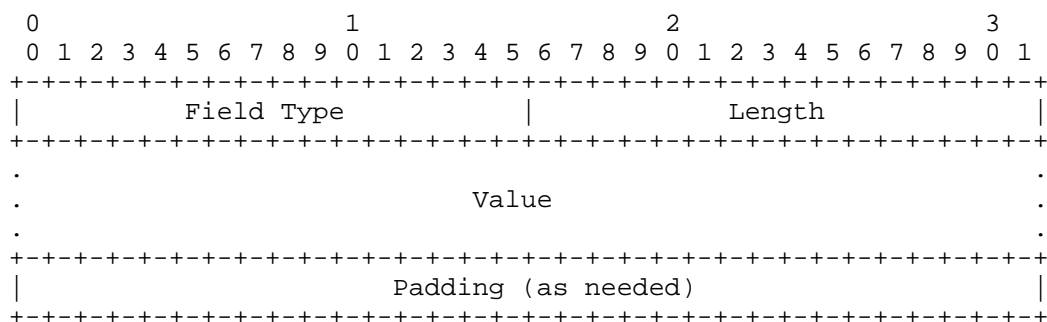 0                   1                   2                   3
 0 1 2 3 4 5 6 7 8 9 0 1 2 3 4 5 6 7 8 9 0 1 2 3 4 5 6 7 8 9 0 1
+-+-+-+-+-+-+-+-+-+-+-+-+-+-+-+-+-+-+-+-+-+-+-+-+-+-+-+-+-+-+-+-+
|          Field Type           |            Length             |
+-+-+-+-+-+-+-+-+-+-+-+-+-+-+-+-+-+-+-+-+-+-+-+-+-+-+-+-+-+-+-+-+
.                                                               .
.                            Value                              .
.                                                               .
+-+-+-+-+-+-+-+-+-+-+-+-+-+-+-+-+-+-+-+-+-+-+-+-+-+-+-+-+-+-+-+-+
|                       Padding (as needed)                     |
+-+-+-+-+-+-+-+-+-+-+-+-+-+-+-+-+-+-+-+-+-+-+-+-+-+-+-+-+-+-+-+-+